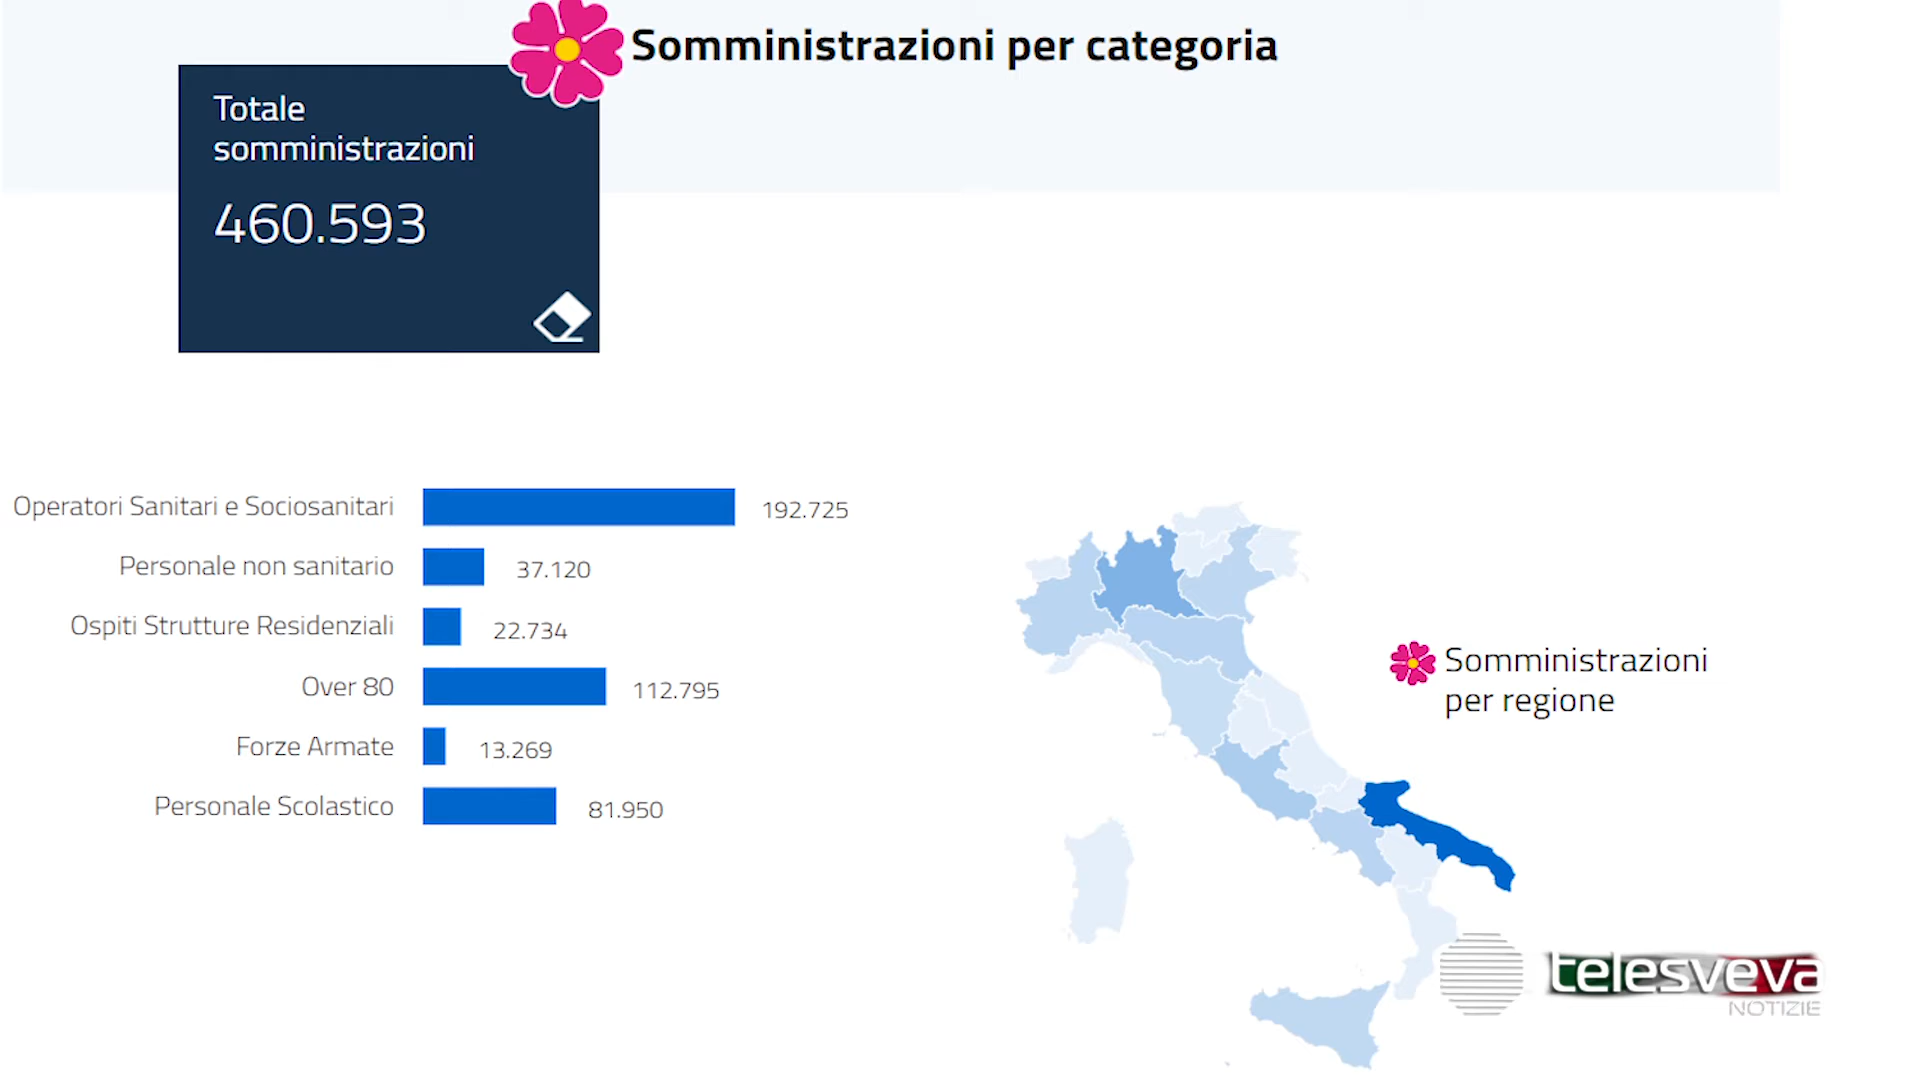 Somministrazioni per categoria
Totale
somministrazioni
460.593
Operatori Sanitari e Sociosanitari 192.725
Personale non sanitario 37.120
Ospiti Strutture Residenziali 22.734
Over 80 112.795
Forze Armate 13.269
Personale Scolastico 81.950
Somministrazioni
per regione
telesveva
NOTIZIE